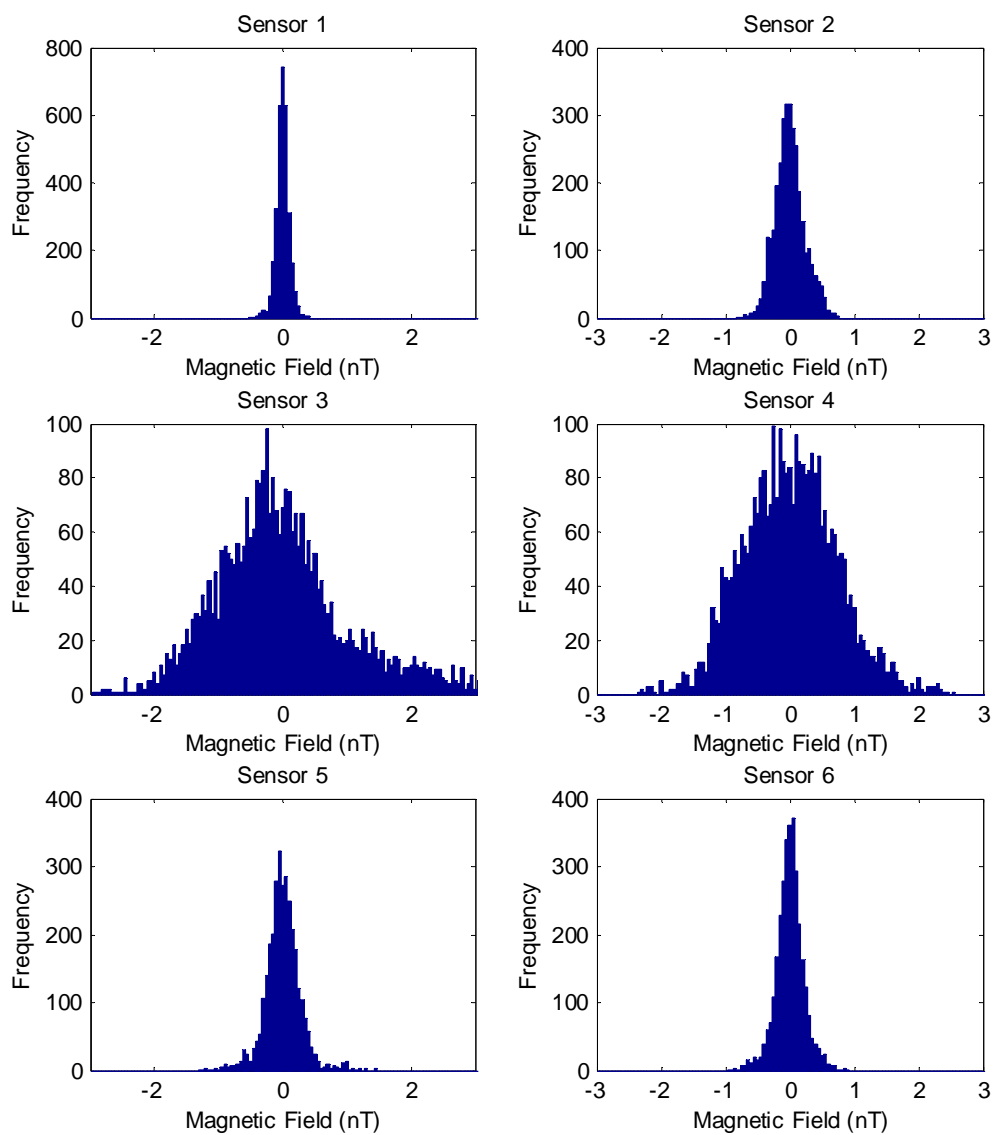 Sensor 1
800
600
400
200
0
Frequency
-2 0 2
Magnetic Field (nT)
Sensor 2
400
300
200
100
0
Frequency
-3 -2 -1 0 1 2 3
Magnetic Field (nT)
Sensor 3
100
80
60
40
20
0
Frequency
-2 0 2
Magnetic Field (nT)
Sensor 4
100
80
60
40
20
0
Frequency
-3 -2 -1 0 1 2 3
Magnetic Field (nT)
Sensor 5
400
300
200
100
0
Frequency
-2 0 2
Magnetic Field (nT)
Sensor 6
400
300
200
100
0
Frequency
-3 -2 -1 0 1 2 3
Magnetic Field (nT)